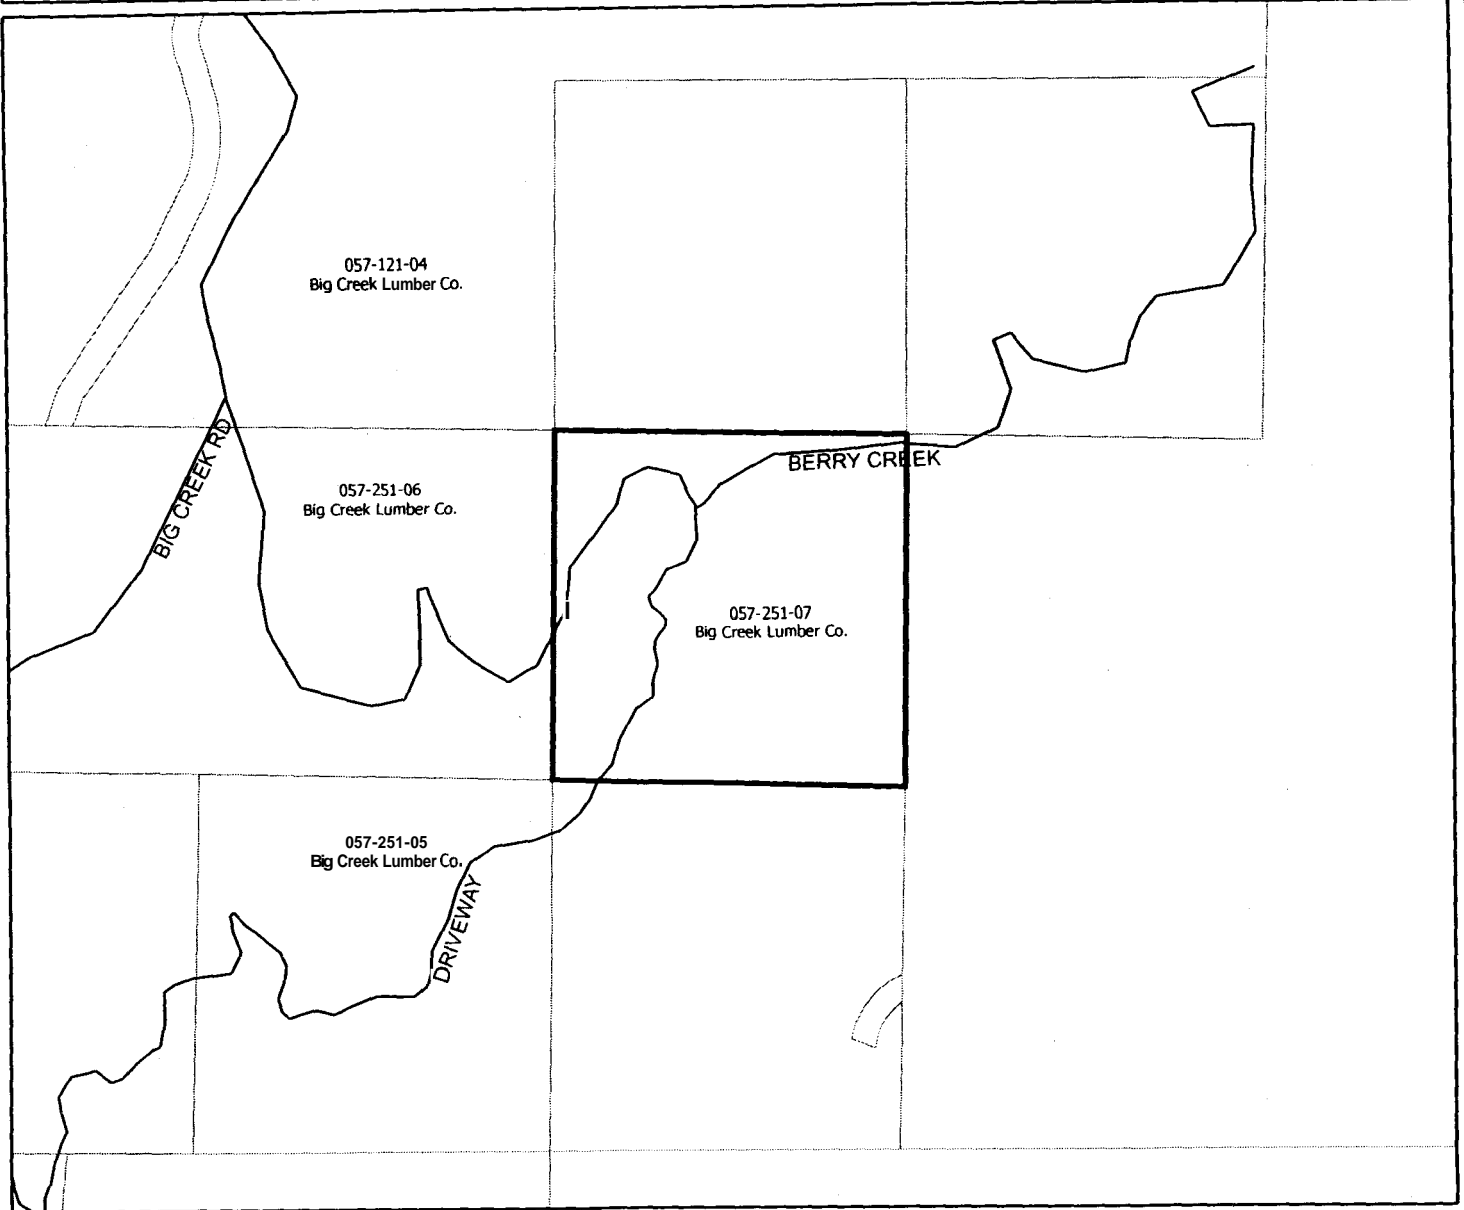 057-121-04
Big Creek Lumber Co.
BIG CREEK RD
057-251-06
Big Creek Lumber Co.
BERRY CREEK
057-251-07
Big Creek Lumber Co.
057-251-05
Big Creek Lumber Co.
DRIVEWAY